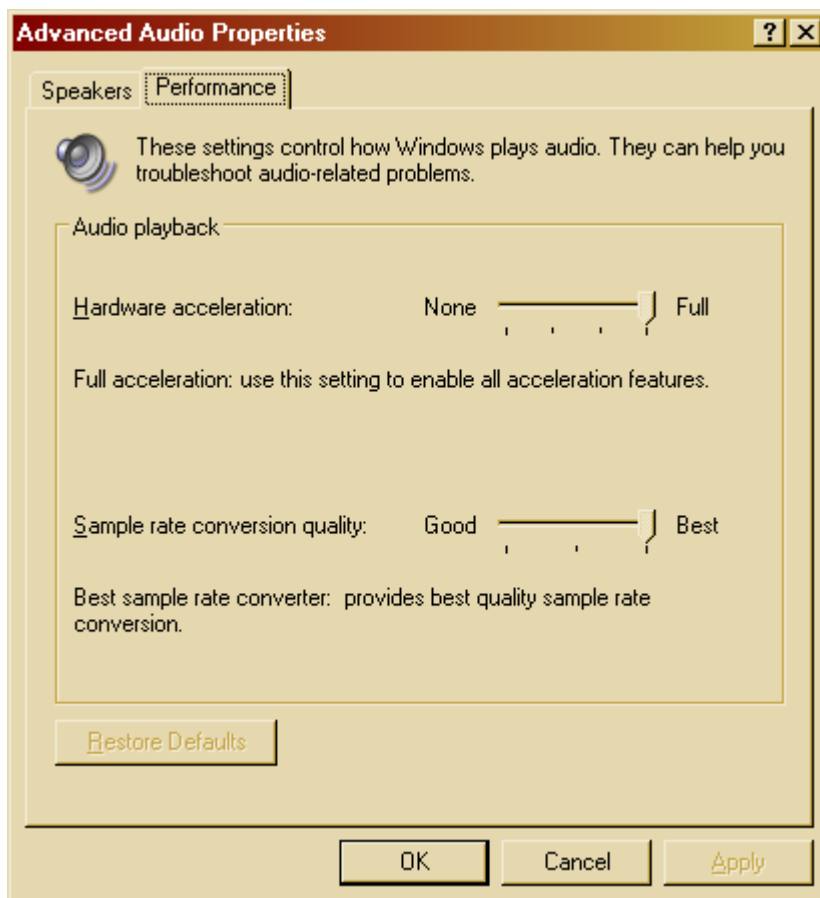 Advanced Audio Properties
Speakers Performance
These settings control how Windows plays audio. They can help you
troubleshoot audio-related problems.
Audio playback
Hardware acceleration: None Full
Full acceleration: use this setting to enable all acceleration features.
Sample rate conversion quality: Good Best
Best sample rate converter:  provides best quality sample rate
conversion.
Restore Defaults
OK Cancel Apply